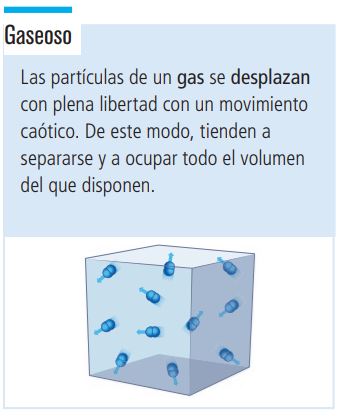 Gaseoso
Las partículas de un gas se desplazan
con plena libertad con un movimiento
caótico. De este modo, tienden a
separarse y a ocupar todo el volumen
del que disponen.